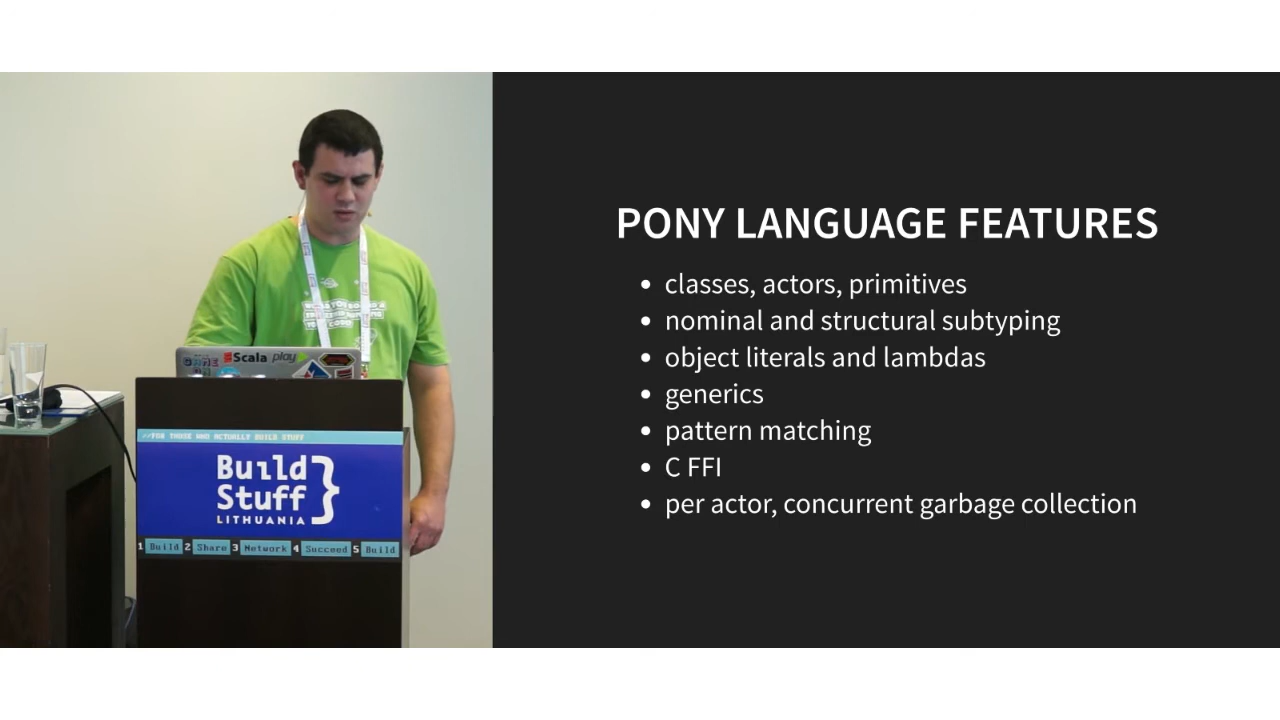 PONY LANGUAGE FEATURES
classes, actors, primitives
nominal and structural subtyping
object literals and lambdas
generics
pattern matching
C FFI
per actor, concurrent garbage collection
Scala play
//FOR THOSE WHO ACTUALLY BUILD STUFF
Build
Stuff }
LITHUANIA
1 Build 2 Share 3 Network 4 Succeed 5 Build